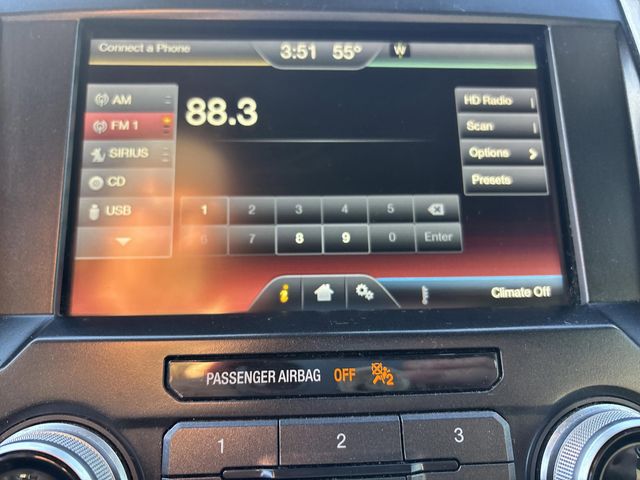 Connect a Phone 3:51 55° W
AM
FM 1
SIRIUS
CD
USB
88.3
HD Radio
Scan
Options
Presets
1 2 3 4 5
6 7 8 9 0 Enter
i
Climate Off
PASSENGER AIRBAG OFF 2
1 2 3